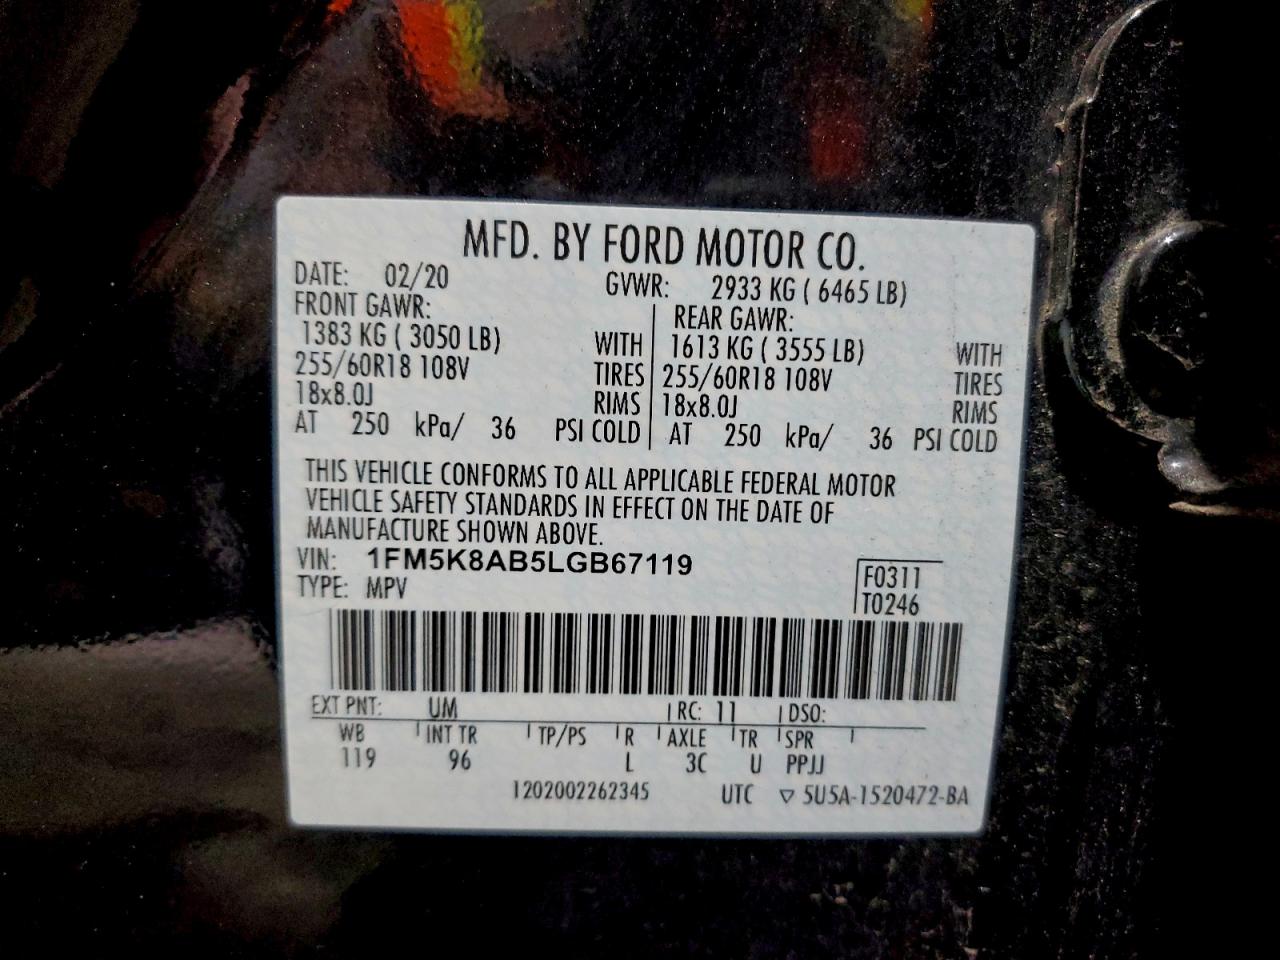 MFD. BY FORD MOTOR CO.
DATE: 02/20 GVWR: 2933 KG ( 6465 LB)
FRONT GAWR: REAR GAWR:
1383 KG ( 3050 LB) WITH 1613 KG ( 3555 LB) WITH
255/60R18 108V TIRES 255/60R18 108V TIRES
18x8.0J RIMS 18x8.0J RIMS
AT 250 kPa/ 36 PSI COLD AT 250 kPa/ 36 PSI COLD
THIS VEHICLE CONFORMS TO ALL APPLICABLE FEDERAL MOTOR
VEHICLE SAFETY STANDARDS IN EFFECT ON THE DATE OF
MANUFACTURE SHOWN ABOVE.
VIN: 1FM5K8AB5LGB67119
F0311
TYPE: MPV
T0246
EXT PNT: UM RC: 11 DSO:
WB INT TR TP/PS R AXLE TR SPR
119 96 L 3C U PPJJ
1202002262345 UTC ▽ 5U5A-1520472-BA